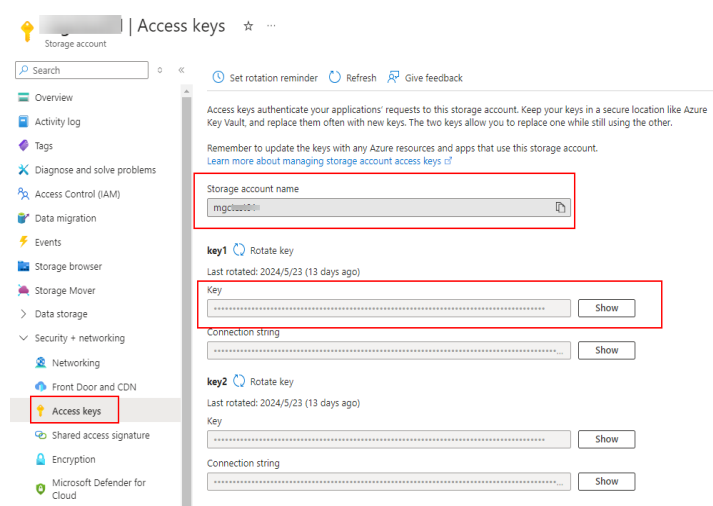 | Access keys
Storage account
Search
Set rotation reminder
Refresh
Give feedback
Overview
Activity log
Tags
Diagnose and solve problems
Access Control (IAM)
Data migration
Events
Storage browser
Storage Mover
Data storage
Security + networking
Networking
Front Door and CDN
Access keys
Shared access signature
Encryption
Microsoft Defender for
Cloud
Access keys authenticate your applications' requests to this storage account. Keep your keys in a secure location like Azure
Key Vault, and replace them often with new keys. The two keys allow you to replace one while still using the other.
Remember to update the keys with any Azure resources and apps that use this storage account.
Learn more about managing storage account access keys
Storage account name
key1
Rotate key
Last rotated: 2024/5/23 (13 days ago)
Key
Show
Connection string
Show
key2
Rotate key
Last rotated: 2024/5/23 (13 days ago)
Key
Show
Connection string
Show